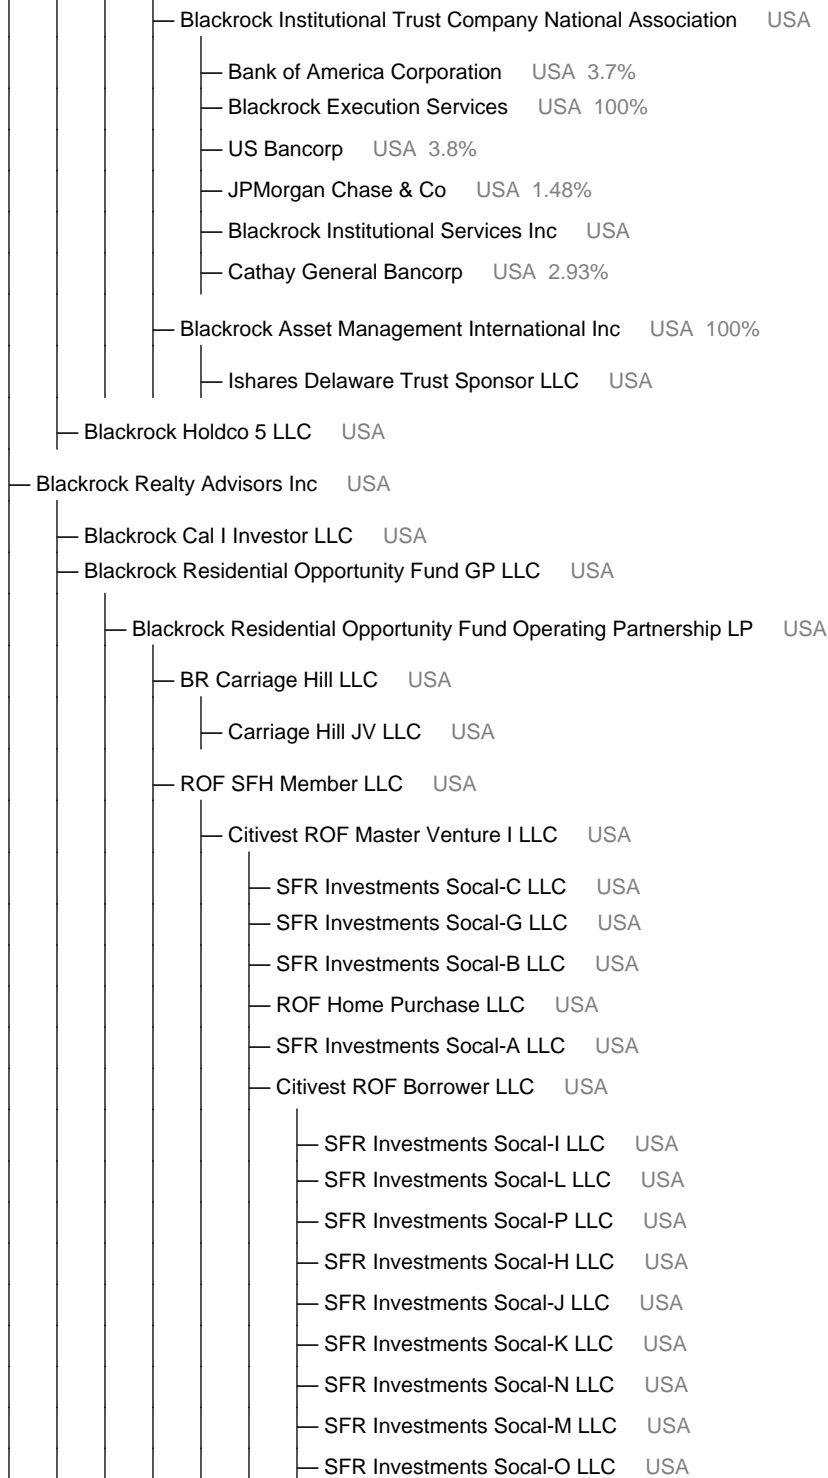 Blackrock Institutional Trust Company National Association USA
Bank of America Corporation USA 3.7%
Blackrock Execution Services USA 100%
US Bancorp USA 3.8%
JPMorgan Chase & Co USA 1.48%
Blackrock Institutional Services Inc USA
Cathay General Bancorp USA 2.93%
Blackrock Asset Management International Inc USA 100%
Ishares Delaware Trust Sponsor LLC USA
Blackrock Holdco 5 LLC USA
Blackrock Realty Advisors Inc USA
Blackrock Cal I Investor LLC USA
Blackrock Residential Opportunity Fund GP LLC USA
Blackrock Residential Opportunity Fund Operating Partnership LP USA
BR Carriage Hill LLC USA
Carriage Hill JV LLC USA
ROF SFH Member LLC USA
Citivest ROF Master Venture I LLC USA
SFR Investments Socal-C LLC USA
SFR Investments Socal-G LLC USA
SFR Investments Socal-B LLC USA
ROF Home Purchase LLC USA
SFR Investments Socal-A LLC USA
Citivest ROF Borrower LLC USA
SFR Investments Socal-I LLC USA
SFR Investments Socal-L LLC USA
SFR Investments Socal-P LLC USA
SFR Investments Socal-H LLC USA
SFR Investments Socal-J LLC USA
SFR Investments Socal-K LLC USA
SFR Investments Socal-N LLC USA
SFR Investments Socal-M LLC USA
SFR Investments Socal-O LLC USA